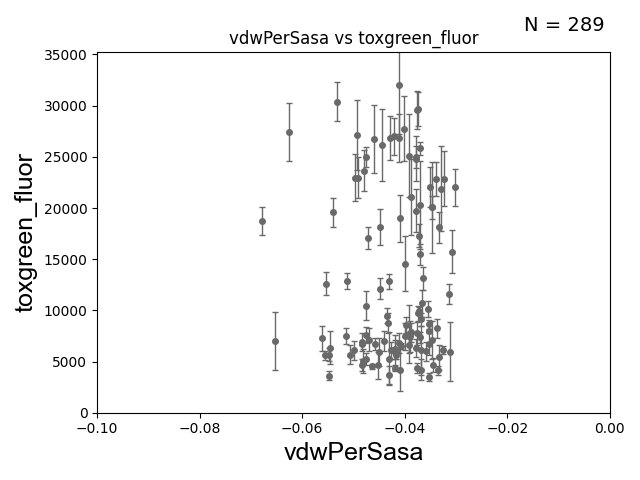 N = 289
vdwPerSasa vs toxgreen_fluor
35000
30000
25000
20000
15000
10000
5000
0
toxgreen_fluor
−0.10 −0.08 −0.06 −0.04 −0.02 0.00
vdwPerSasa